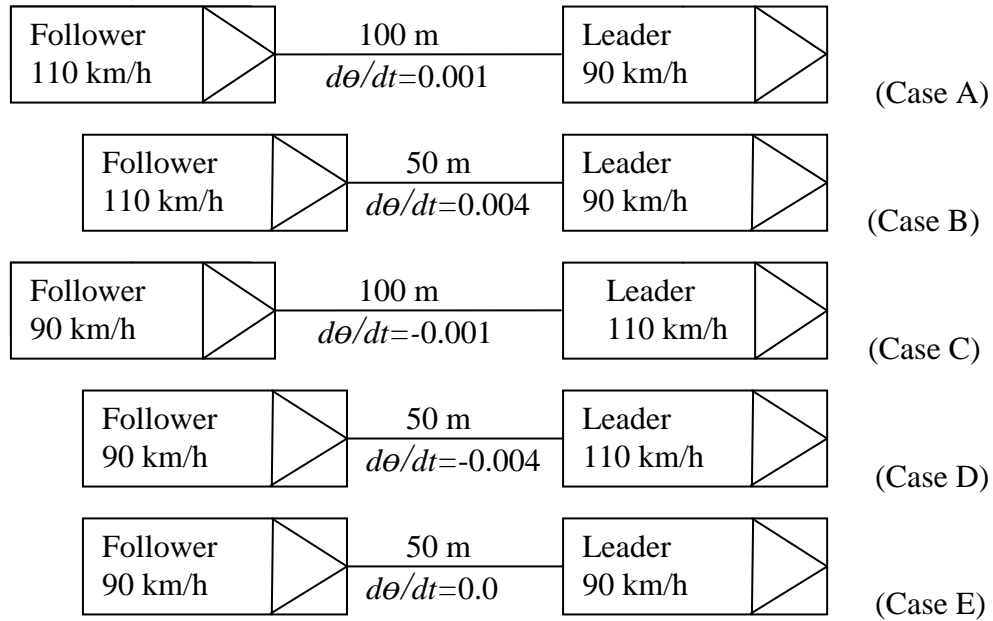 Follower 100 m Leader
110 km/h dθ/dt=0.001 90 km/h (Case A)
Follower 50 m Leader
110 km/h dθ/dt=0.004 90 km/h (Case B)
Follower 100 m Leader
90 km/h dθ/dt=-0.001 110 km/h (Case C)
Follower 50 m Leader
90 km/h dθ/dt=-0.004 110 km/h (Case D)
Follower 50 m Leader
90 km/h dθ/dt=0.0 90 km/h (Case E)